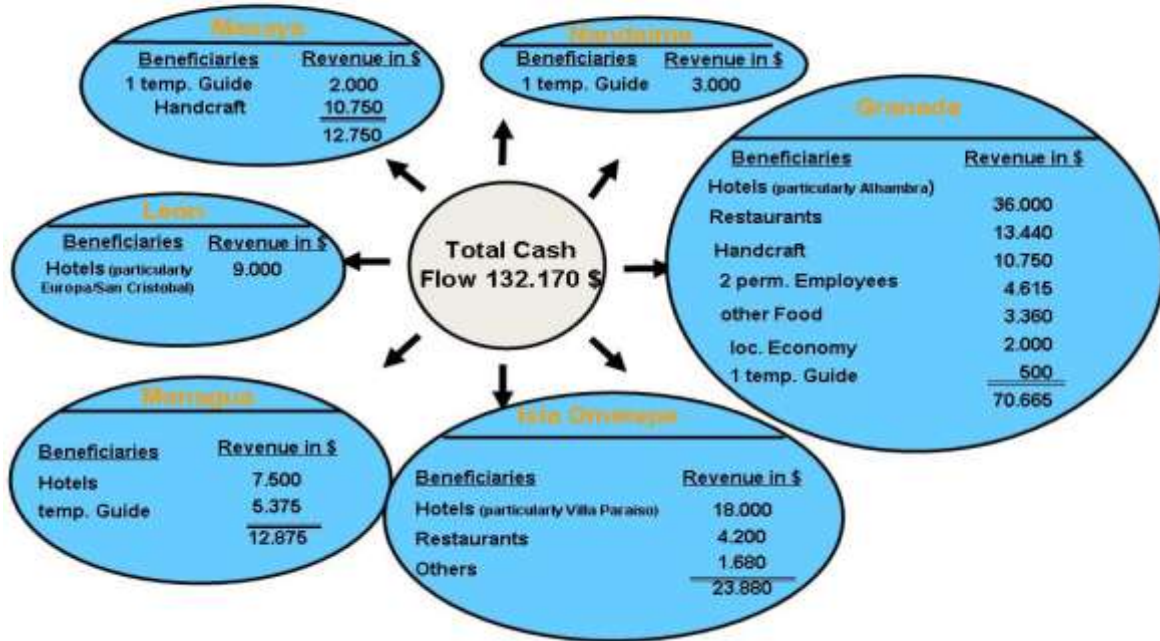 Masaya
Beneficiaries Revenue in $
1 temp. Guide 2.000
Handcraft 10.750
12.750
Nandaime
Beneficiaries Revenue in $
1 temp. Guide 3.000
Granada
Beneficiaries Revenue in $
Hotels (particularly Alhambra)
36.000
Restaurants
13.440
Handcraft
10.750
2 perm. Employees
4.615
other Food
3.360
loc. Economy
2.000
1 temp. Guide 500
70.665
Leon
Beneficiaries Revenue in $
Hotels (particularly 9.000
Europa/San Cristobal)
Total Cash
Flow 132.170 $
Managua
Beneficiaries Revenue in $
Hotels 7.500
temp. Guide 5.375
12.875
Isla Ometepe
Beneficiaries Revenue in $
Hotels (particularly Villa Paraiso) 18.000
Restaurants 4.200
Others 1.680
23.880